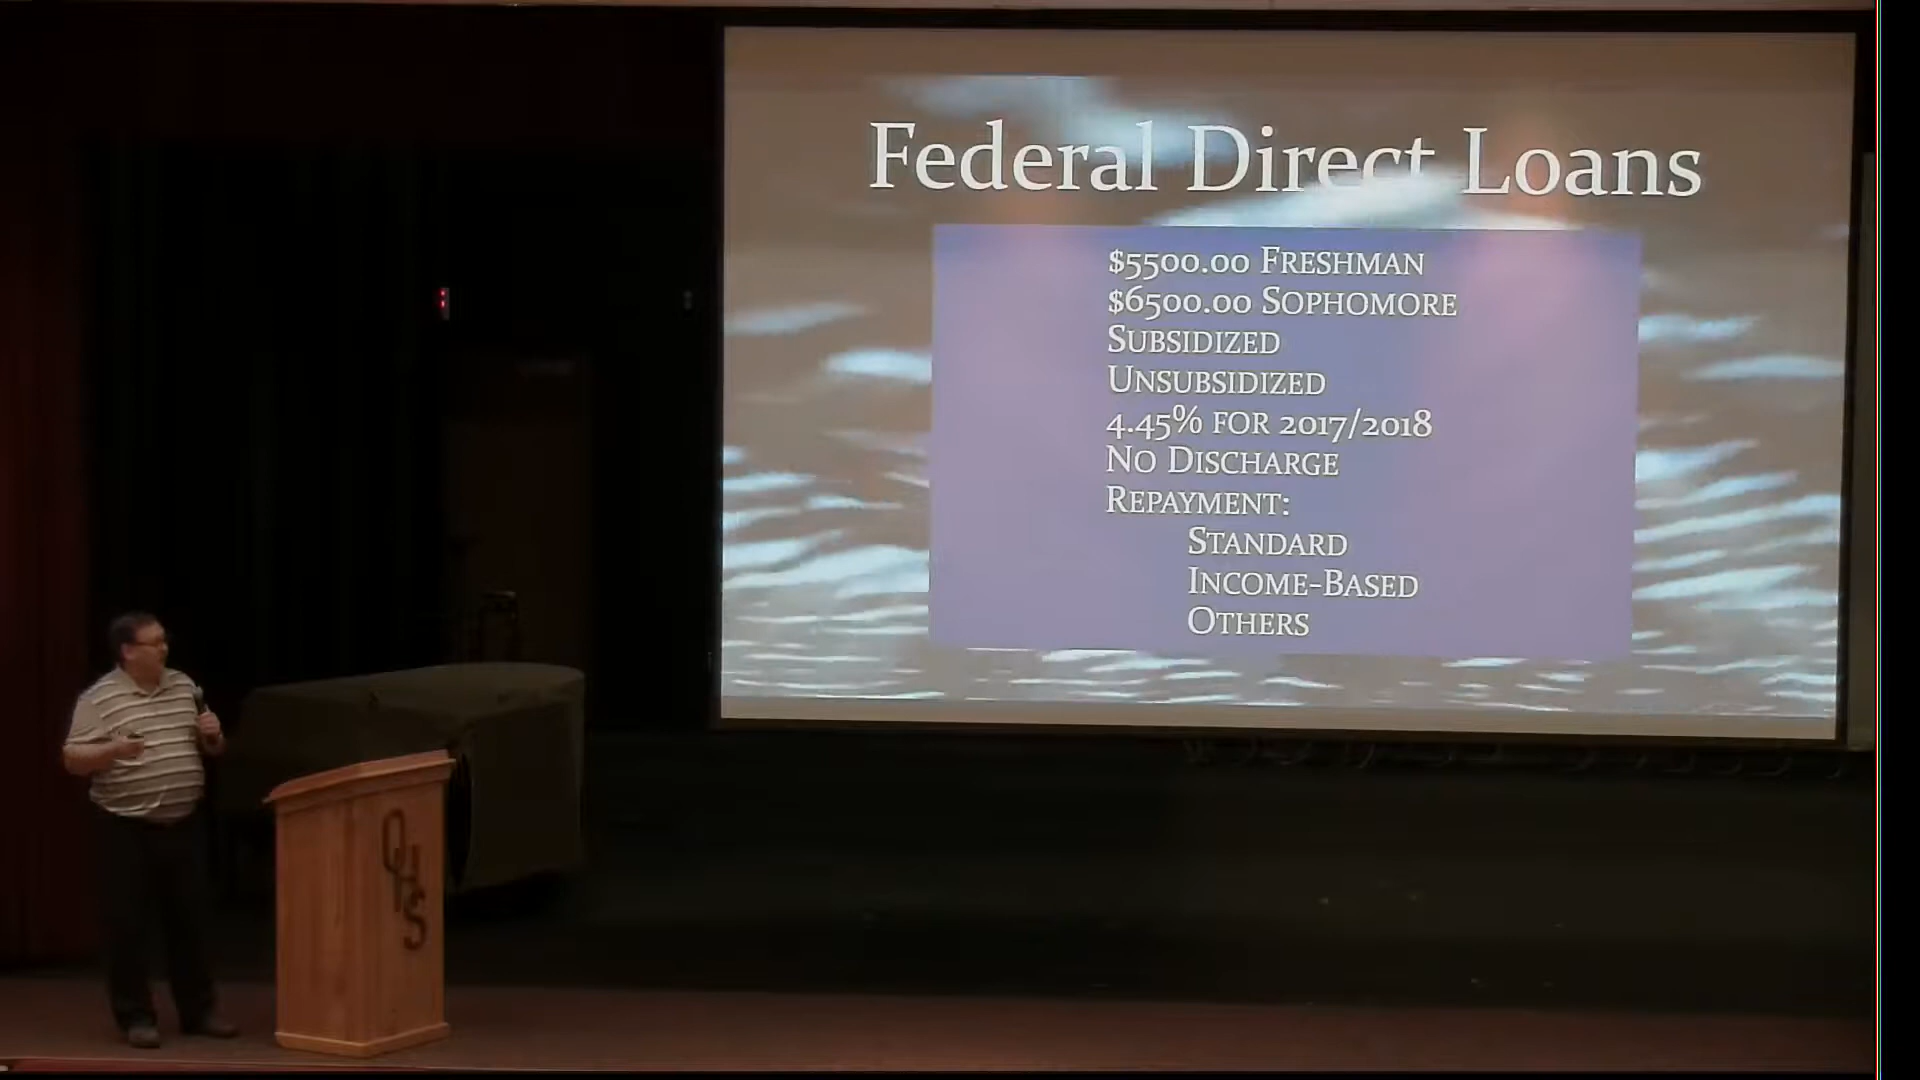 Federal Direct Loans
$5500.00 Freshman
$6500.00 Sophomore
Subsidized
Unsubsidized
4.45% for 2017/2018
No Discharge
Repayment:
Standard
Income-Based
Others
QHS